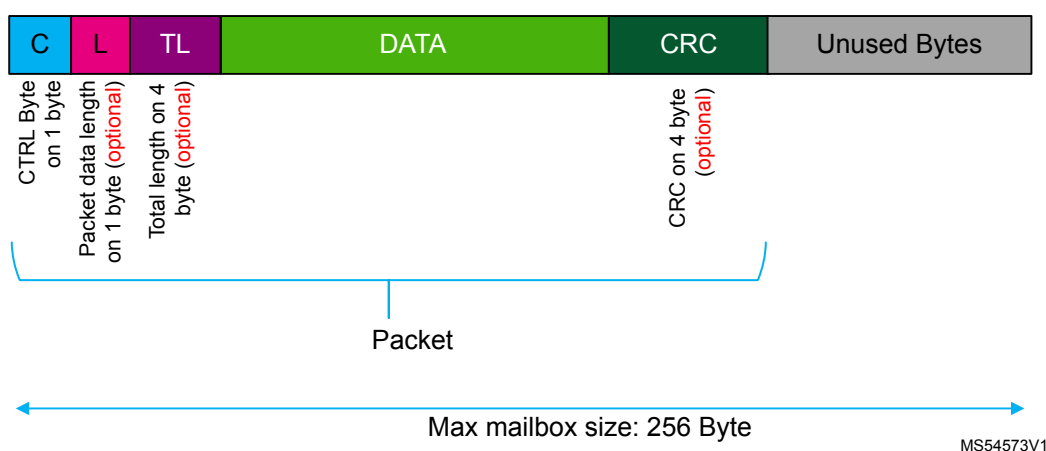 C L TL DATA CRC Unused Bytes
CTRL Byte
on 1 byte
Packet data length
on 1 byte (optional)
Total length on 4
byte (optional)
CRC on 4 byte
(optional)
Packet
Max mailbox size: 256 Byte
MS54573V1